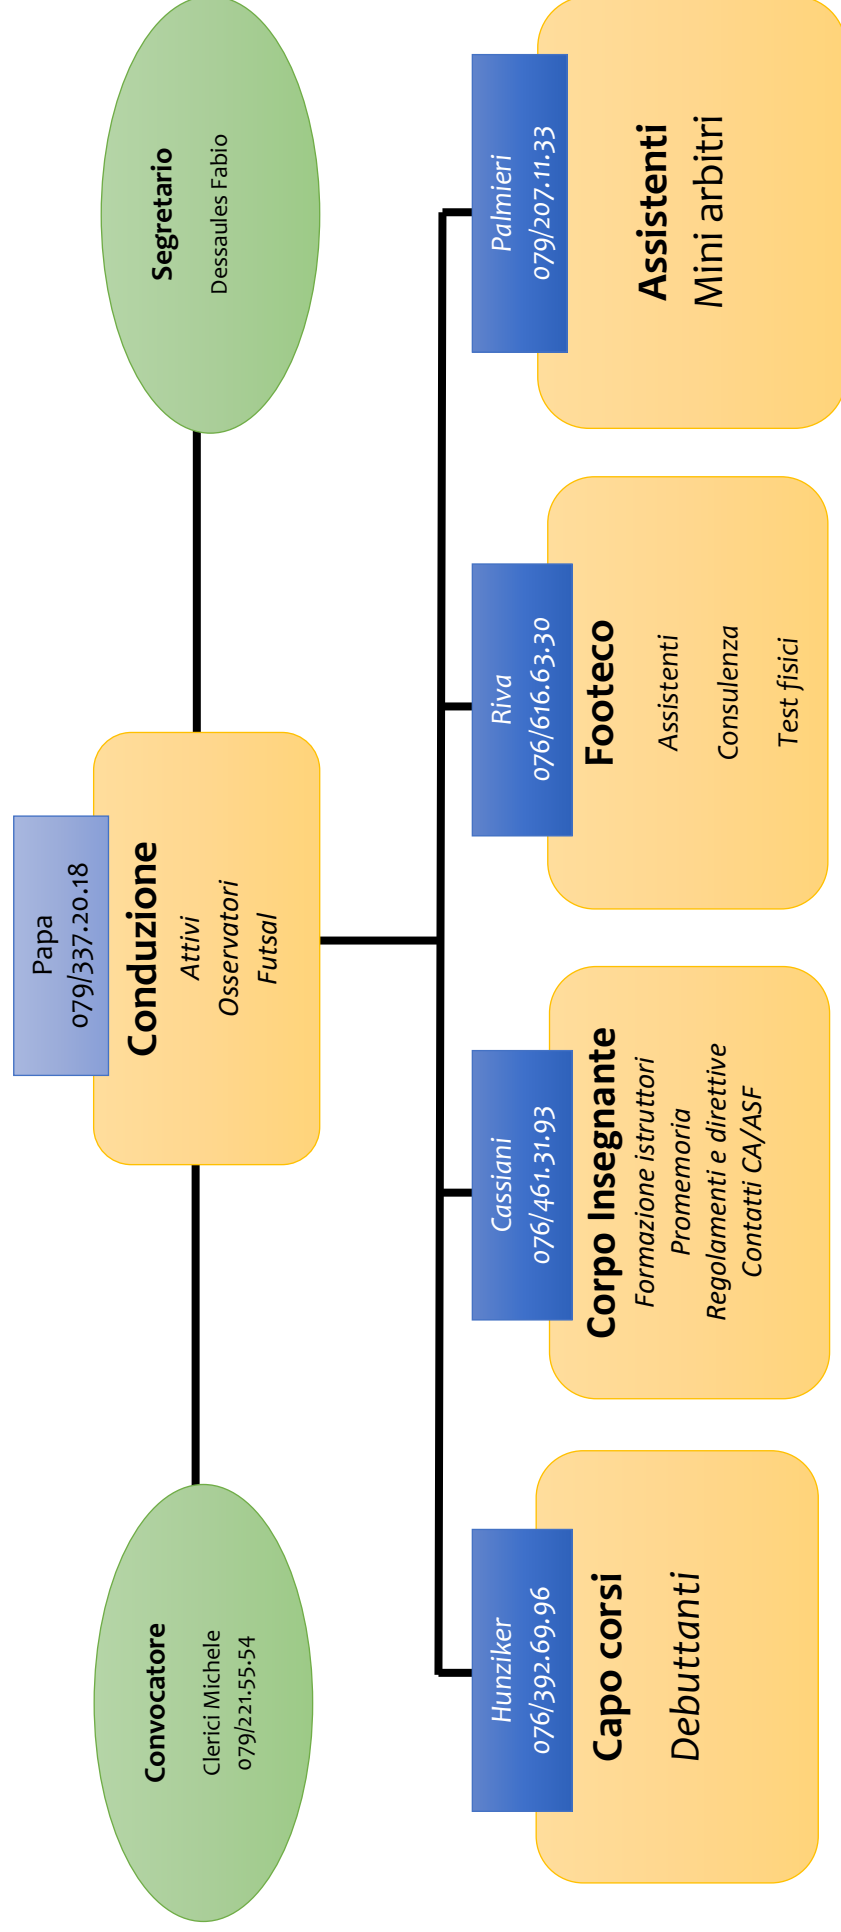 Papa
079/337.20.18
Conduzione
Attivi
Osservatori
Futsal
Convocatore
Clerici Michele
079/221.55.54
Segretario
Dessaules Fabio
Hunziker
076/392.69.96
Capo corsi
Debuttanti
Cassiani
076/461.31.93
Corpo Insegnante
Formazione istruttori
Promemoria
Regolamenti e direttive
Contatti CA/ASF
Riva
076/616.63.30
Footeco
Assistenti
Consulenza
Test fisici
Palmieri
079/207.11.33
Assistenti
Mini arbitri